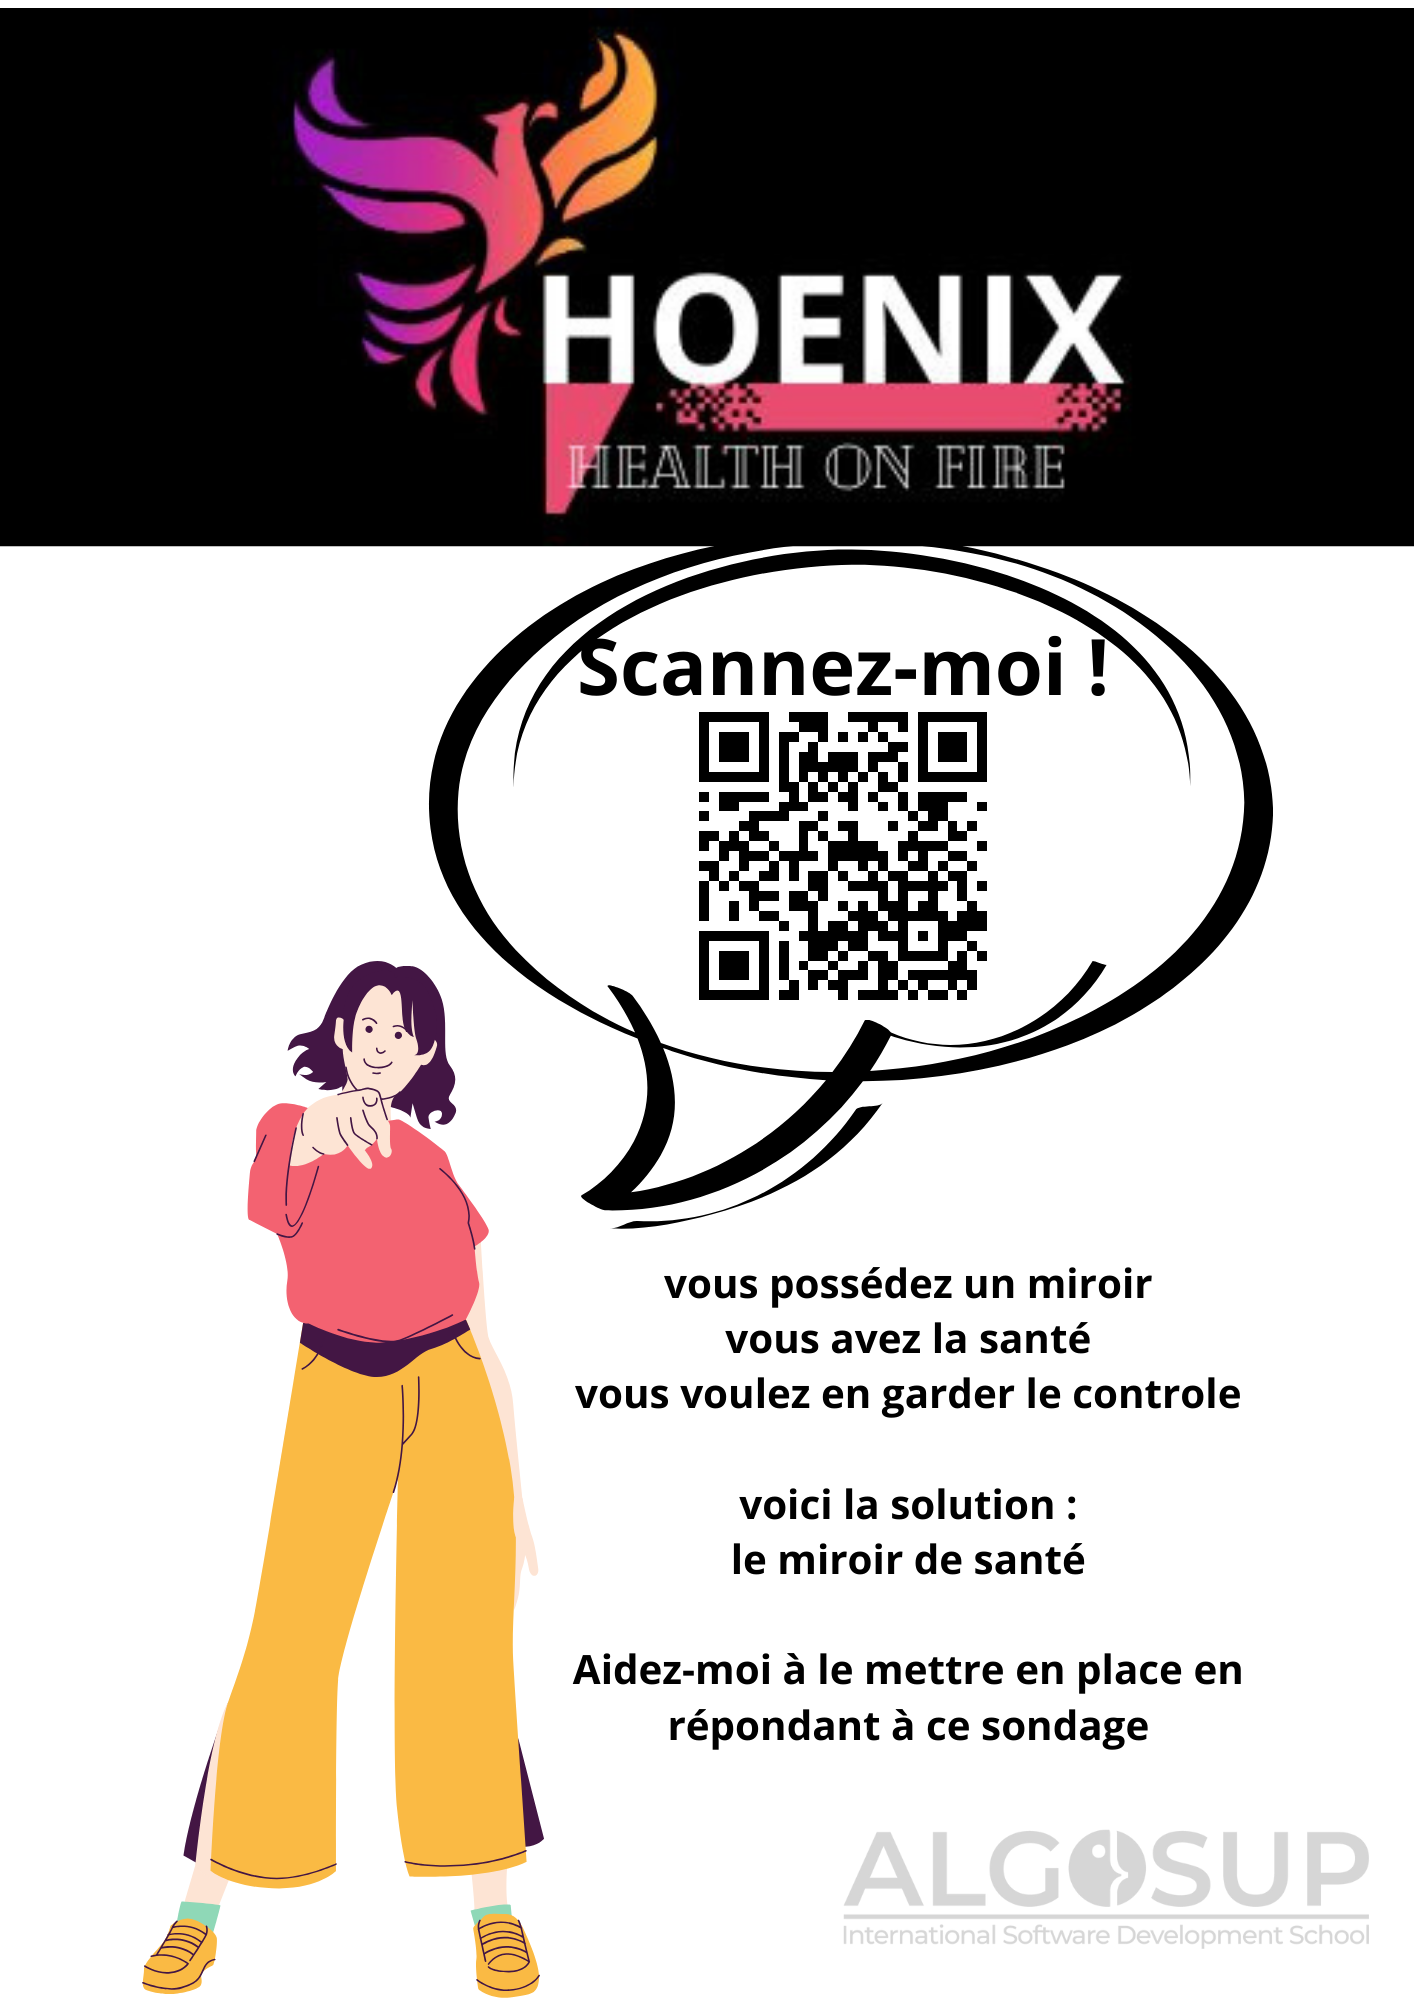 HOENIX
HEALTH ON FIRE
Scannez-moi !
vous possédez un miroir
vous avez la santé
vous voulez en garder le controle
voici la solution :
le miroir de santé
Aidez-moi à le mettre en place en
répondant à ce sondage
ALGOSUP
International Software Development School